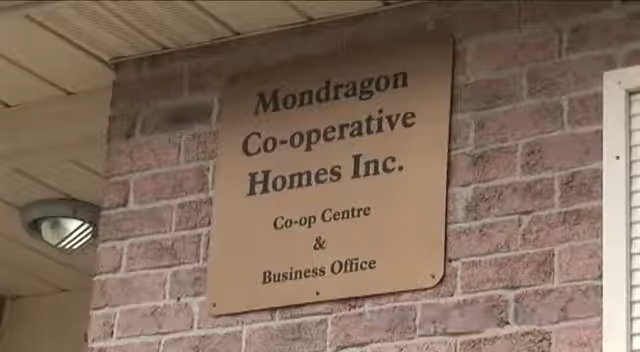 Mondragon
Co-operative
Homes Inc.
Co-op Centre
&
Business Office